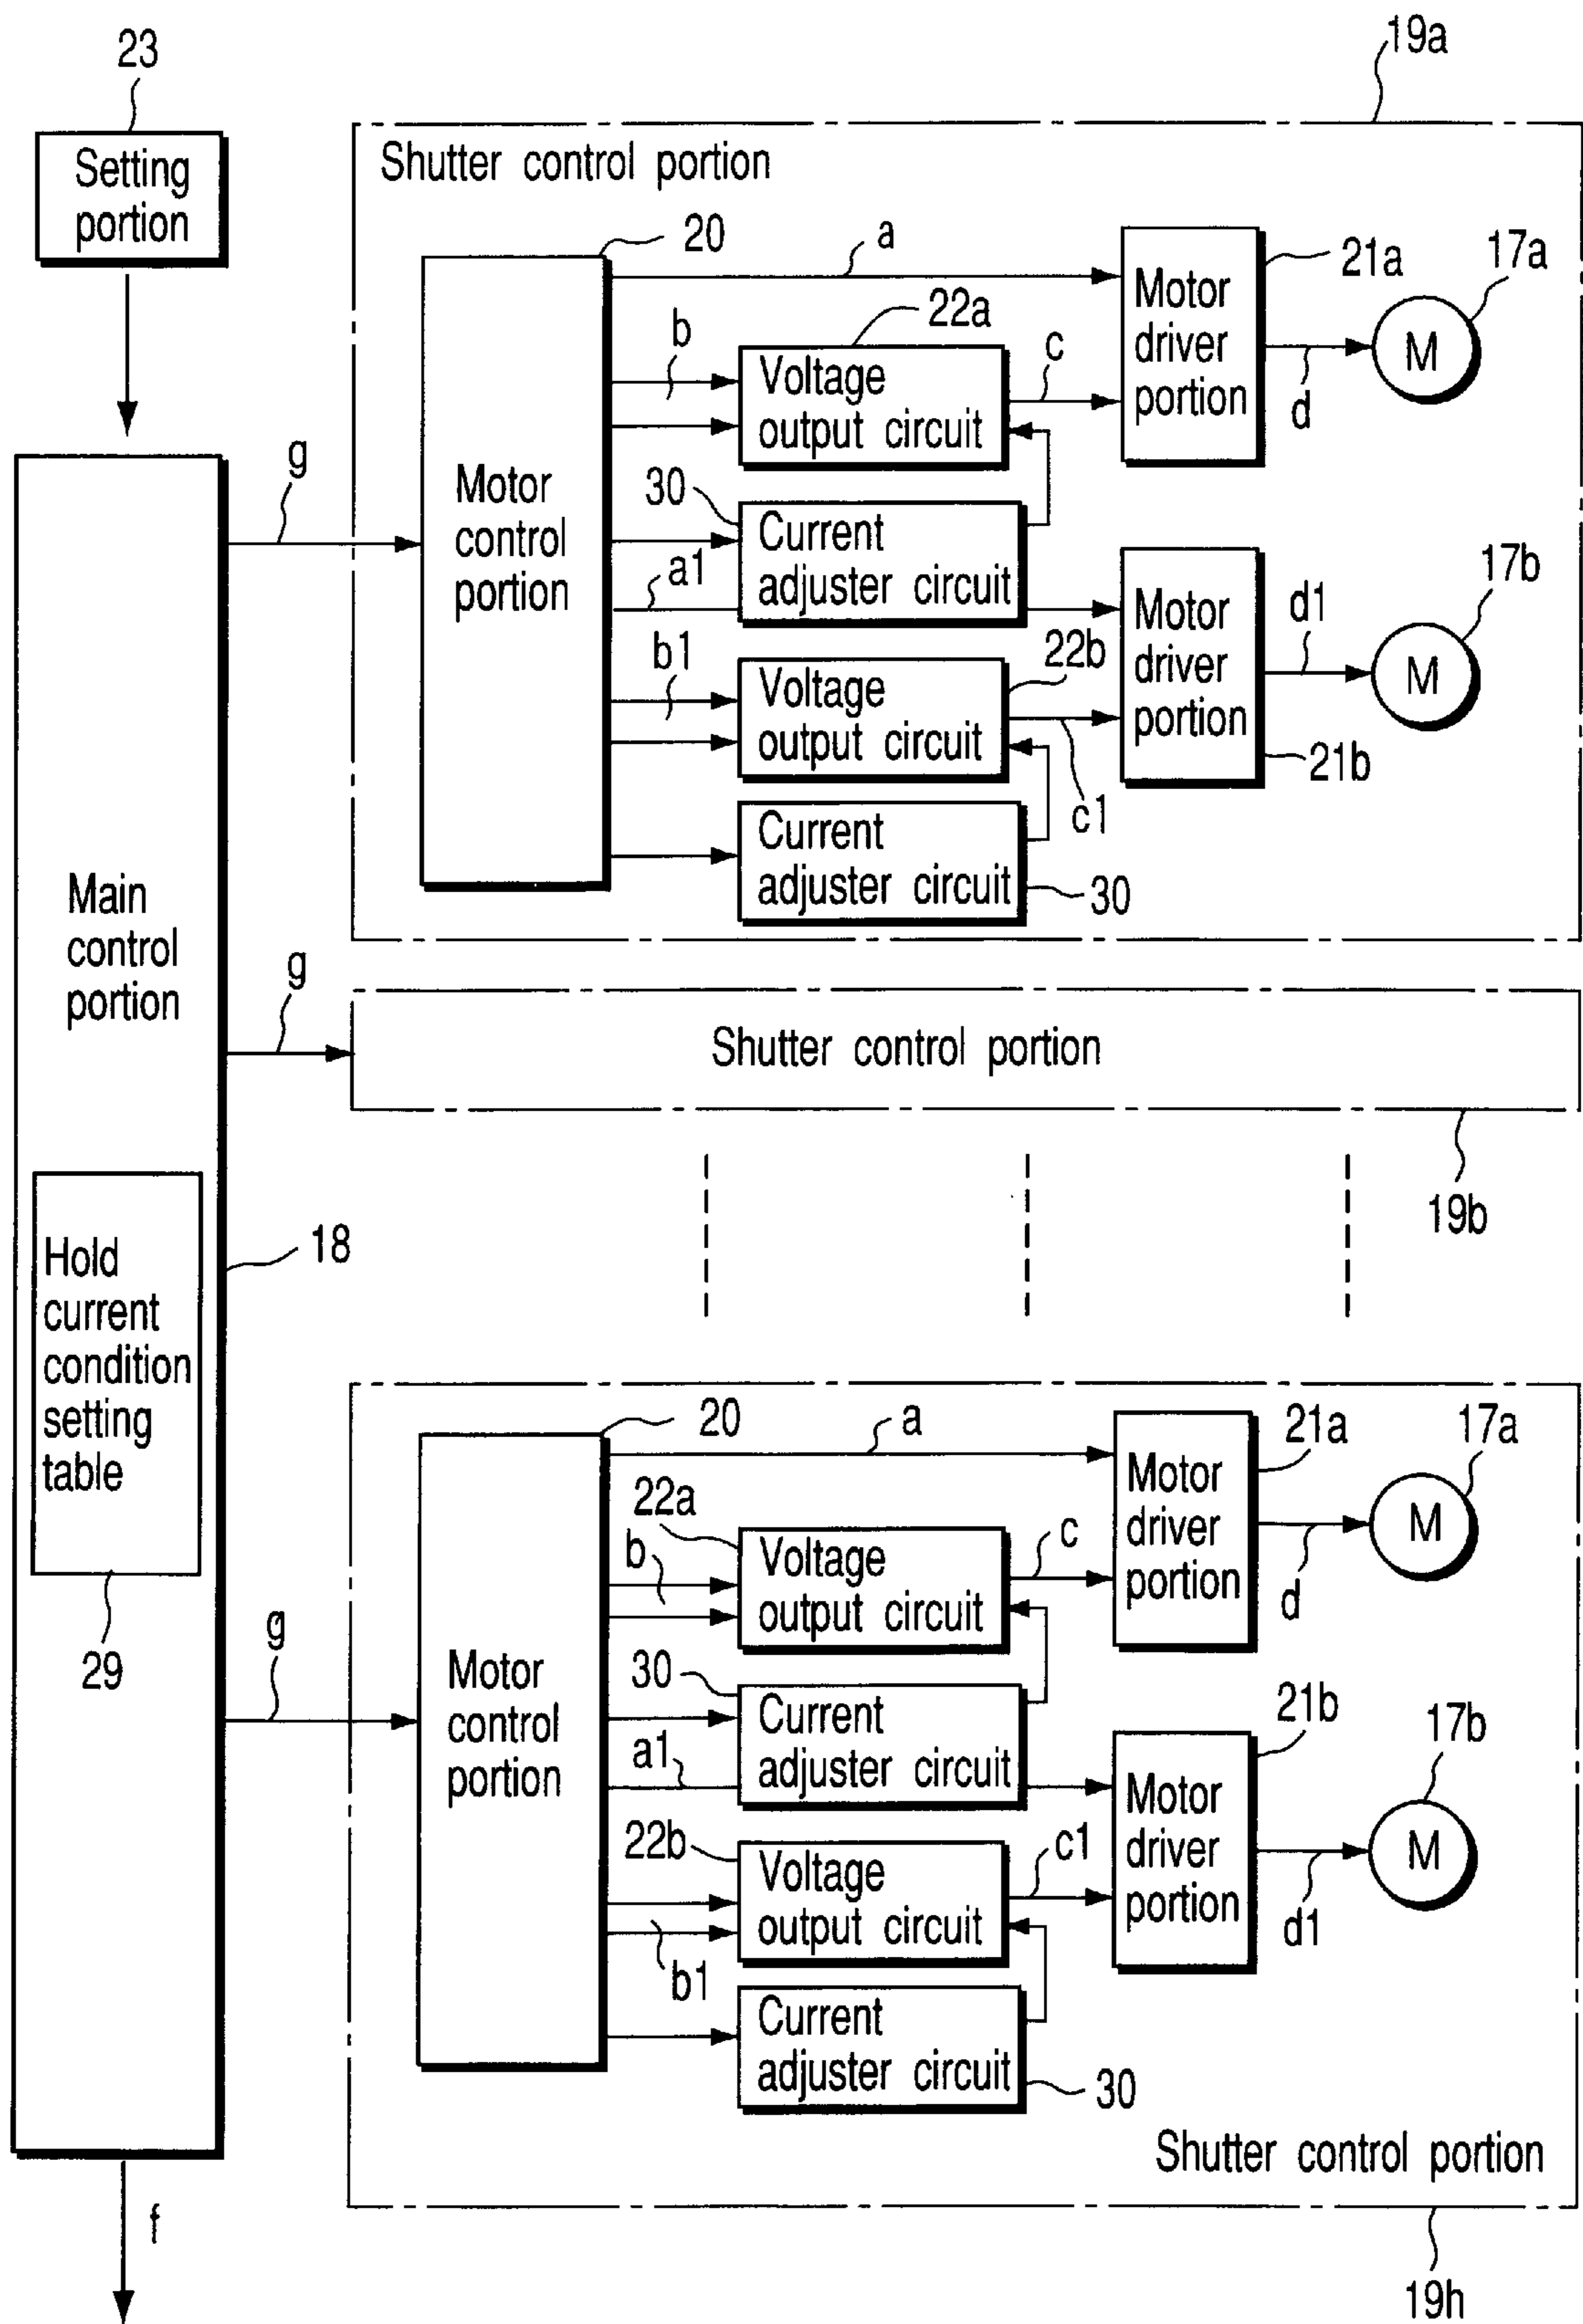 23
Setting
portion
19a
Shutter control portion
20
a
21a
17a
Motor
driver
portion
M
b
22a
c
d
Voltage
output circuit
g
Motor
control
portion
30
Current
adjuster circuit
a1
17b
d1
Motor
driver
portion
M
b1
22b
Voltage
output circuit
c1
21b
Current
adjuster circuit
30
Main
control
portion
g
Shutter control portion
19b
18
Hold
current
condition
setting
table
29
20
a
21a
17a
Motor
driver
portion
M
22a
b
c
d
Voltage
output circuit
g
Motor
control
portion
30
Current
adjuster circuit
a1
21b
17b
Motor
driver
portion
M
22b
c1
d1
Voltage
output circuit
b1
Current
adjuster circuit
30
Shutter control portion
f
19h